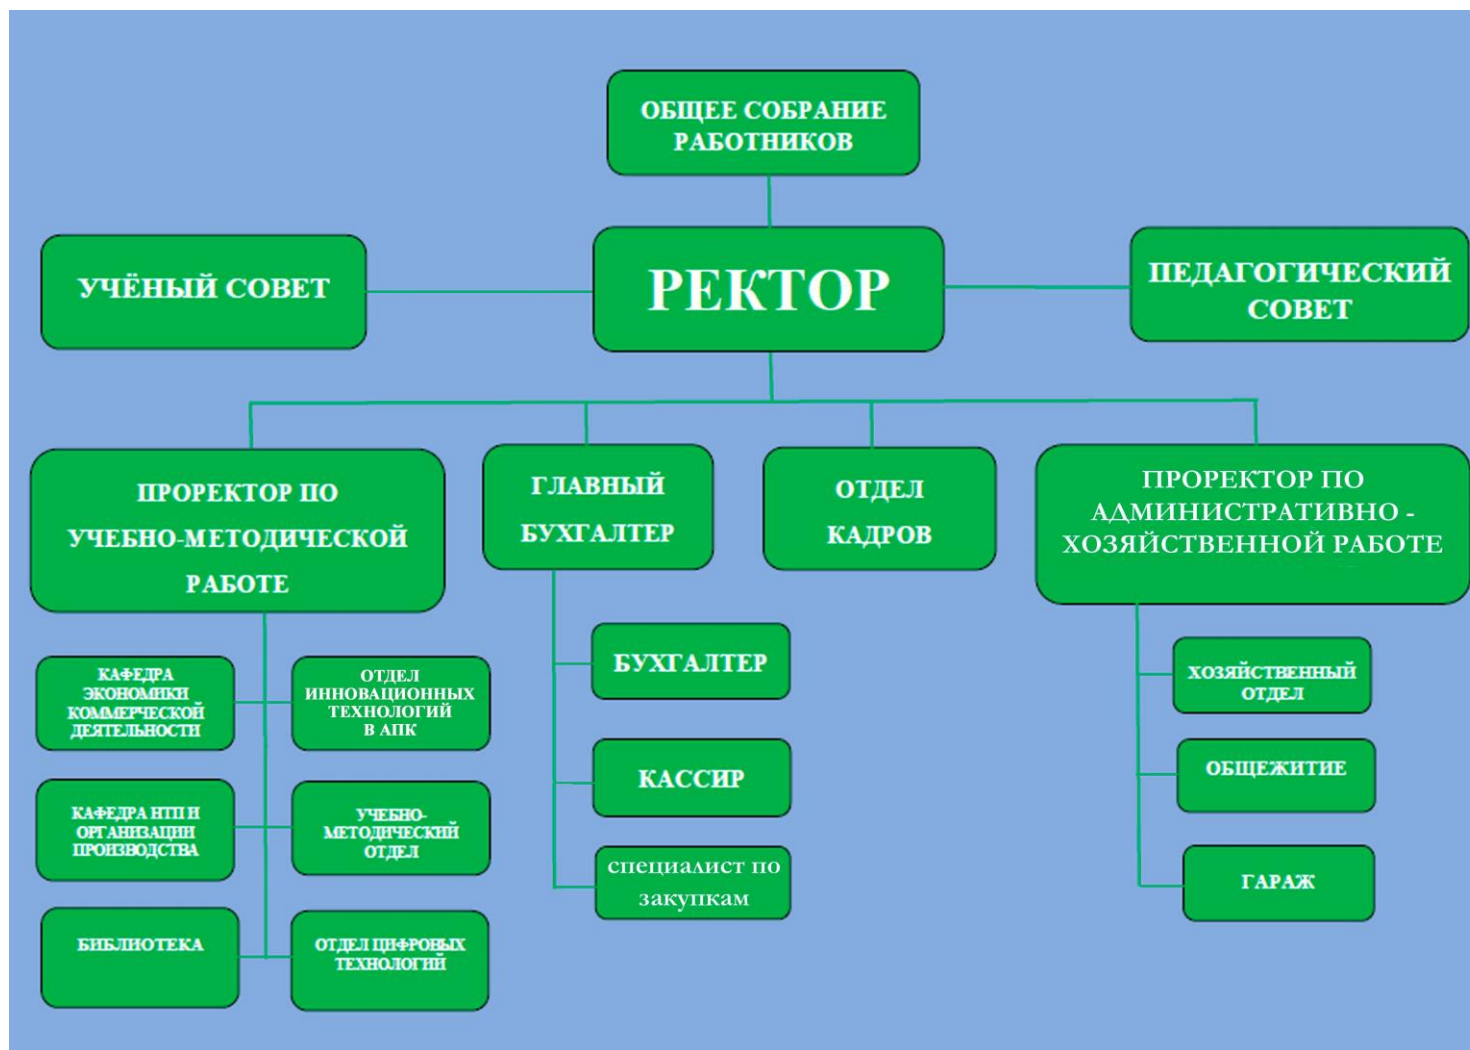 ОБЩЕЕ СОБРАНИЕ
РАБОТНИКОВ
УЧЁНЫЙ СОВЕТ
РЕКТОР
ПЕДАГОГИЧЕСКИЙ
СОВЕТ
ПРОРЕКТОР ПО
УЧЕБНО-МЕТОДИЧЕСКОЙ
РАБОТЕ
ГЛАВНЫЙ
БУХГАЛТЕР
ОТДЕЛ
КАДРОВ
ПРОРЕКТОР ПО
АДМИНИСТРАТИВНО -
ХОЗЯЙСТВЕННОЙ РАБОТЕ
КАФЕДРА
ЭКОНОМИКИ
КОММЕРЧЕСКОЙ
ДЕЯТЕЛЬНОСТИ
ОТДЕЛ
ИННОВАЦИОННЫХ
ТЕХНОЛОГИЙ
В АПК
КАФЕДРА НТП И
ОРГАНИЗАЦИИ
ПРОИЗВОДСТВА
УЧЕБНО-
МЕТОДИЧЕСКИЙ
ОТДЕЛ
БИБЛИОТЕКА
ОТДЕЛ ЦИФРОВЫХ
ТЕХНОЛОГИЙ
БУХГАЛТЕР
КАССИР
специалист по
закупкам
ХОЗЯЙСТВЕННЫЙ
ОТДЕЛ
ОБЩЕЖИТИЕ
ГАРАЖ